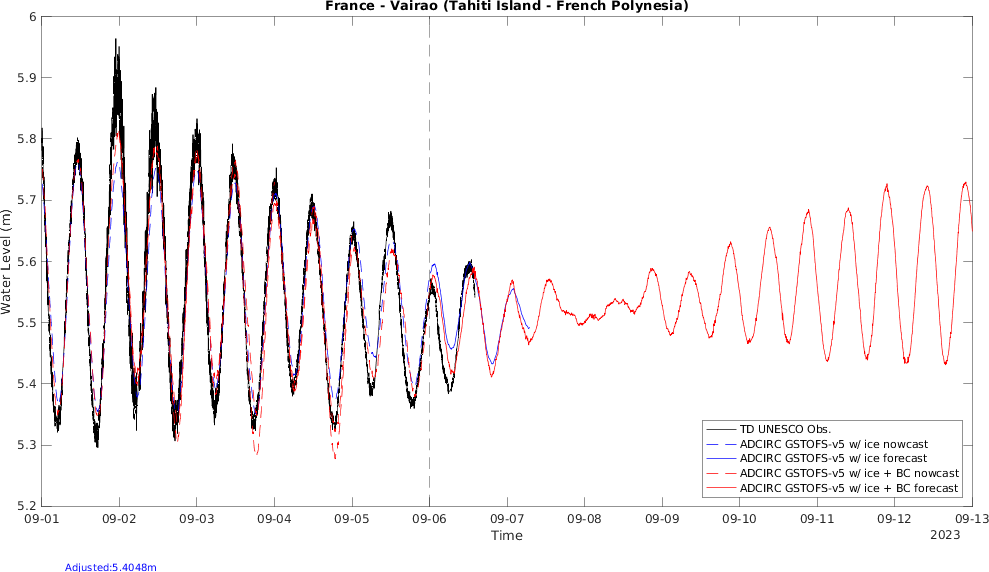 France - Vairao (Tahiti Island - French Polynesia)
6
5.9
5.8
5.7
5.6
5.5
5.4
5.3
5.2
Water Level (m)
TD UNESCO Obs.
ADCIRC GSTOFS-v5 w/ ice nowcast
ADCIRC GSTOFS-v5 w/ ice forecast
ADCIRC GSTOFS-v5 w/ ice + BC nowcast
ADCIRC GSTOFS-v5 w/ ice + BC forecast
09-01 09-02 09-03 09-04 09-05 09-06 09-07 09-08 09-09 09-10 09-11 09-12 09-13
Time
2023
Adjusted:5.4048m